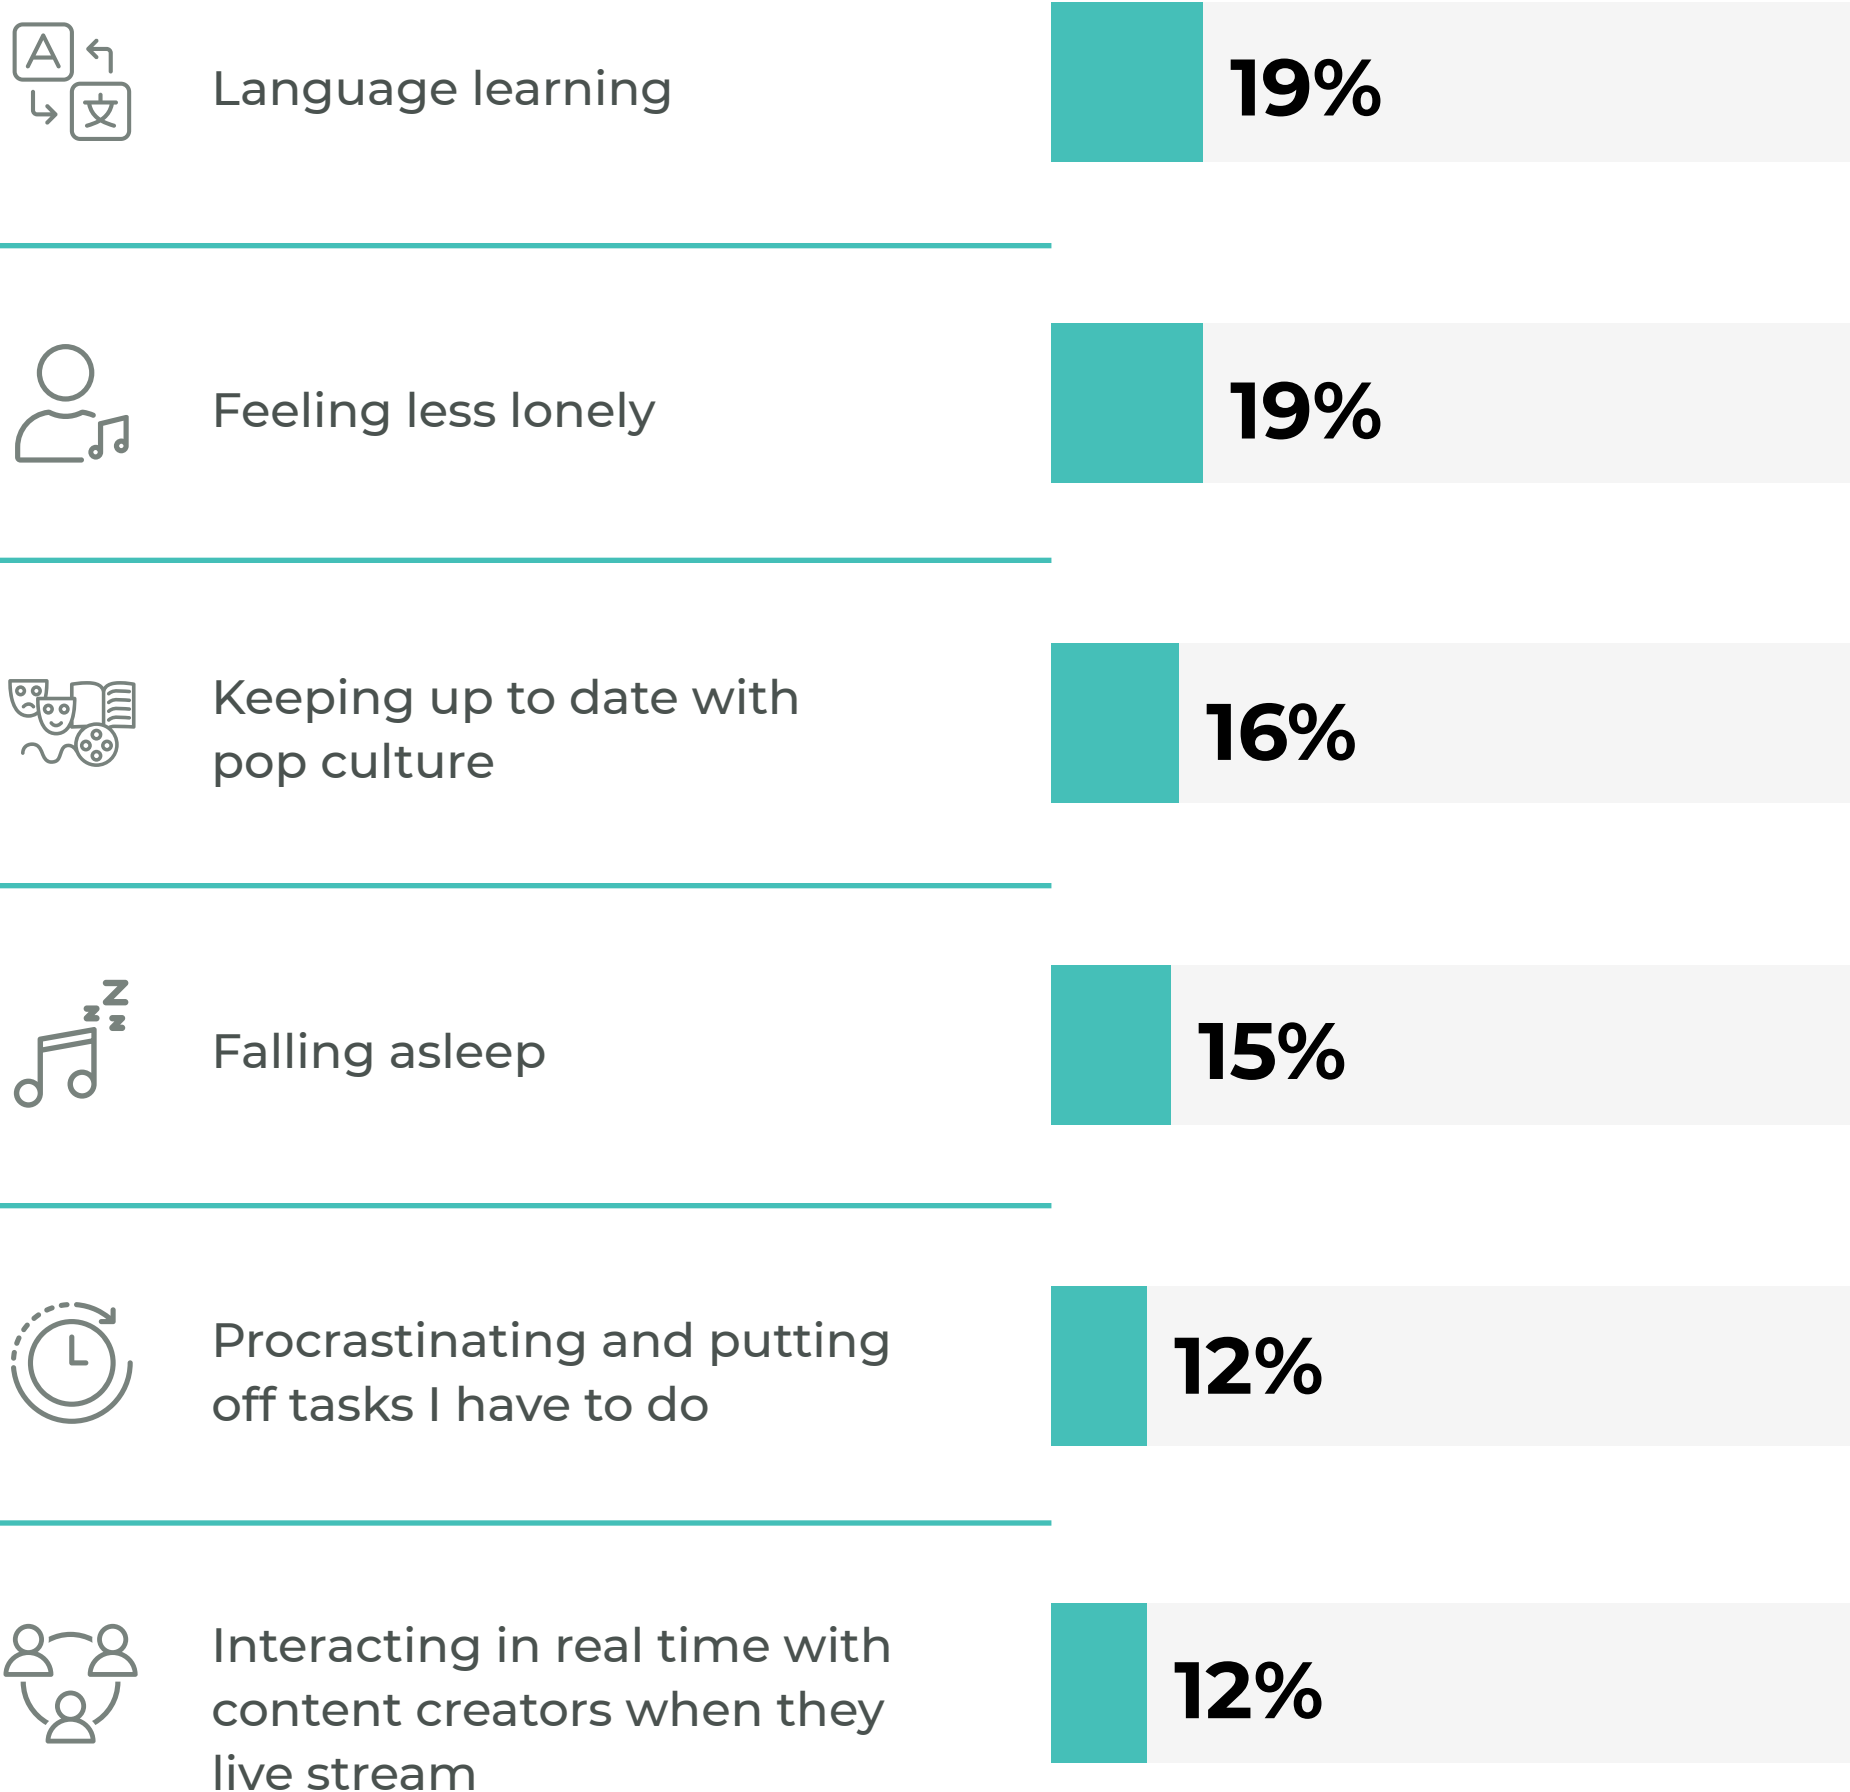 Language learning
19%
Feeling less lonely
19%
Keeping up to date with
pop culture
16%
Falling asleep
15%
Procrastinating and putting
off tasks I have to do
12%
Interacting in real time with
content creators when they
live stream
12%